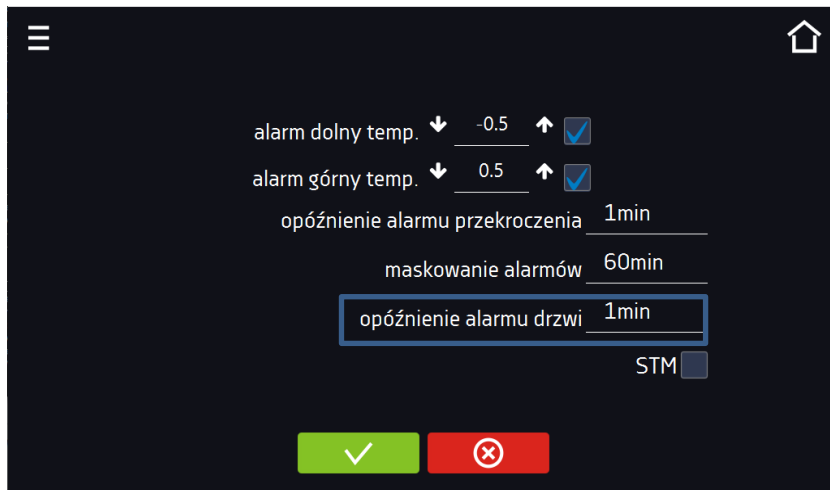 alarm dolny temp. -0.5
alarm górny temp. 0.5
opóźnienie alarmu przekroczenia 1min
maskowanie alarmów 60min
opóźnienie alarmu drzwi 1min
STM